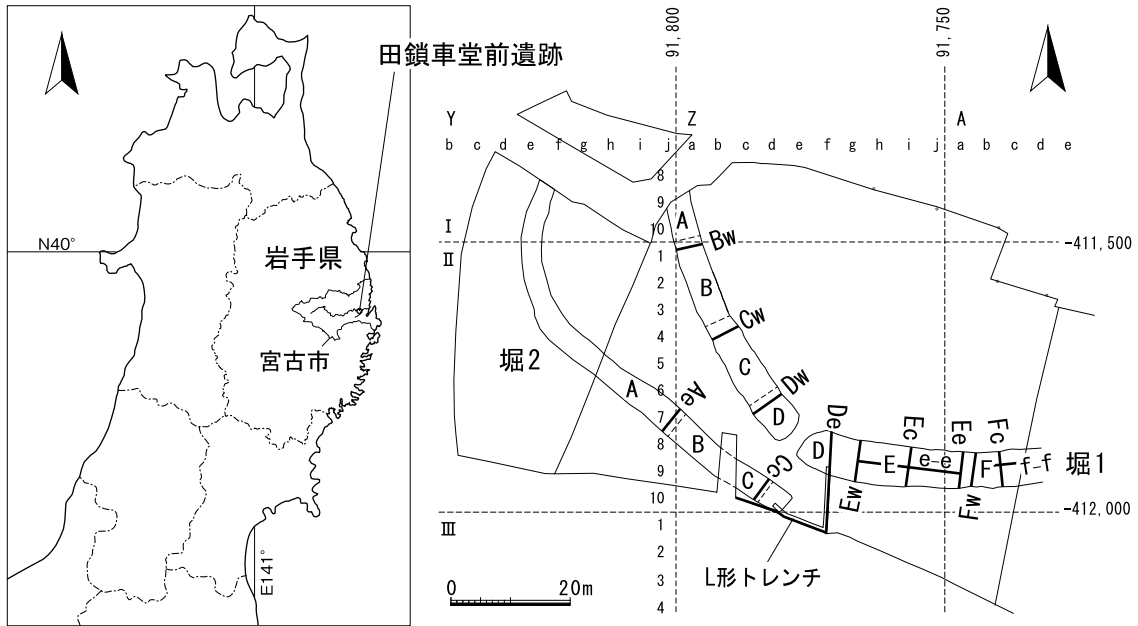 田鎖車堂前遺跡
N40°
岩手県
宮古市
E141°
91,800
91,750
Y
Z
A
b c d e f g h i j a b c d e f g h i j a b c d e
8
9
10
I
-411,500
II
1
2
3
4
5
6
7
8
9
10
-412,000
III
1
2
3
4
A
Bw
B
Cw
C
Dw
D
堀2
A
Ae
B
C
Cc
De
D
Ew
E
Ec
e-e
Ee
Fw
F
Fc
f-f
堀1
L形トレンチ
0 20m